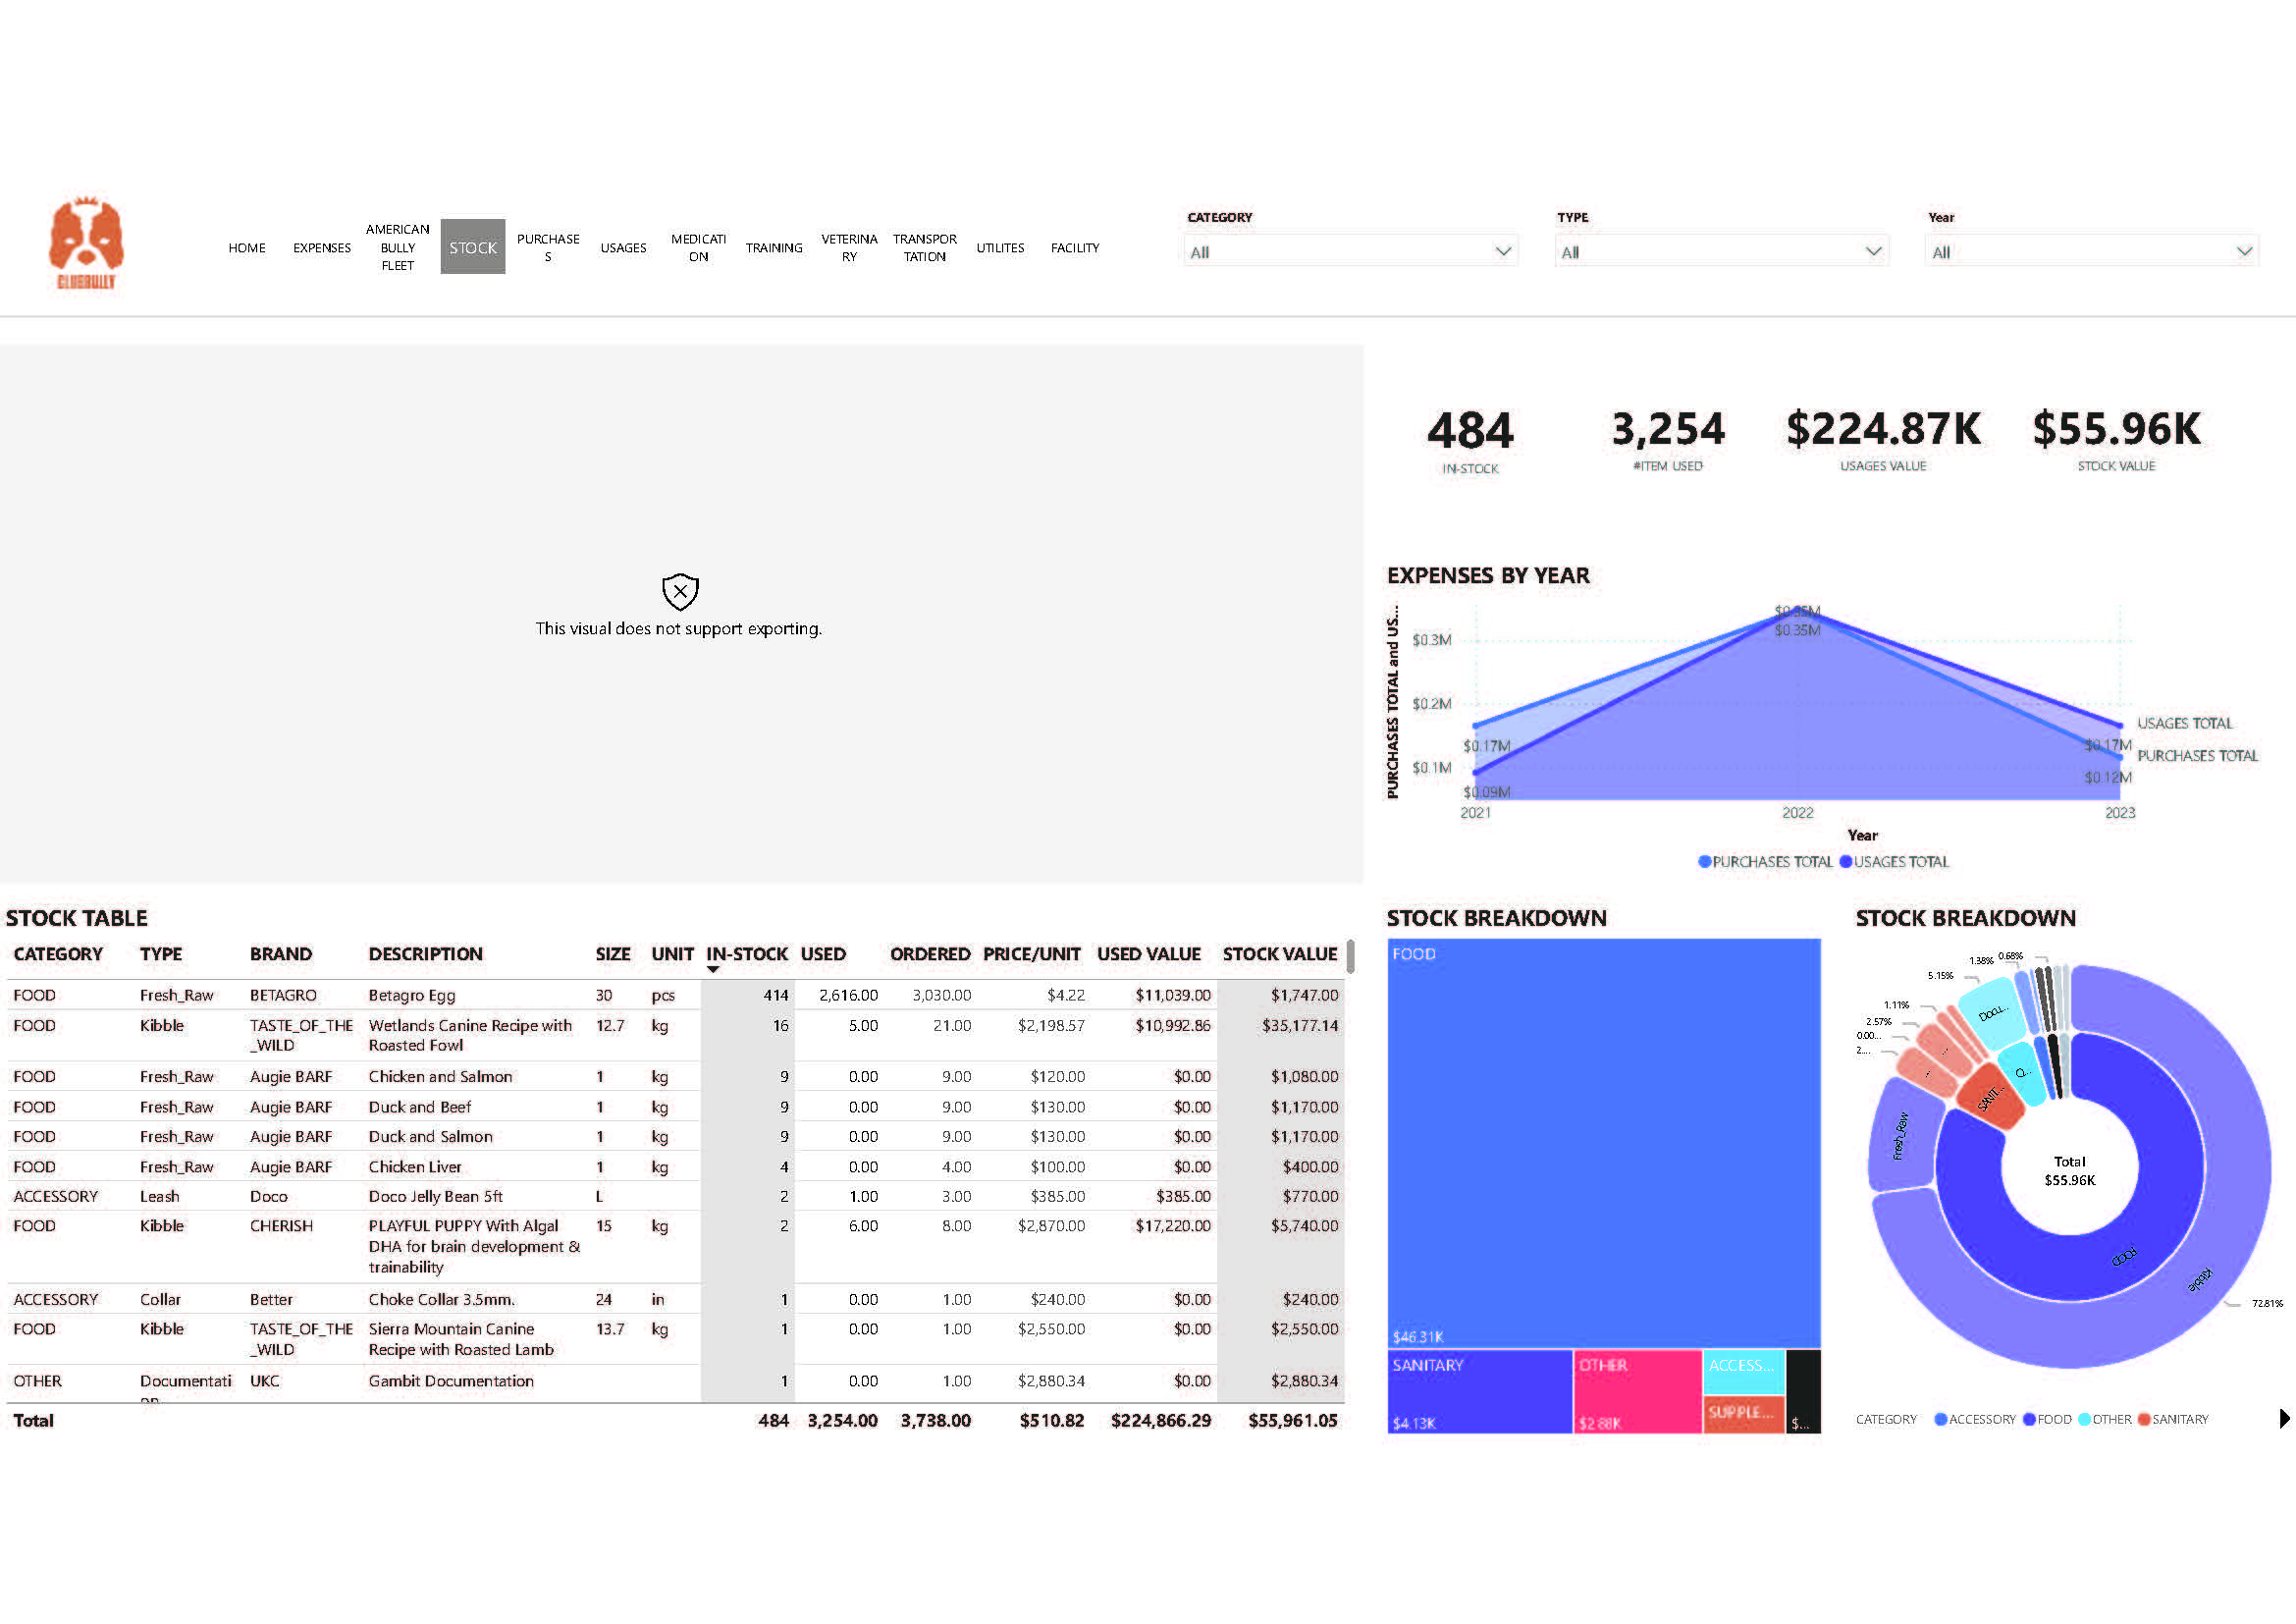 CLUBBULLY
HOME
EXPENSES
AMERICAN
BULLY
FLEET
STOCK
PURCHASE
S
USAGES
MEDICATI
ON
TRAINING
VETERINA
RY
TRANSPOR
TATION
UTILITES
FACILITY
CATEGORY
All
TYPE
All
Year
All
This visual does not support exporting.
484
IN-STOCK
3,254
#ITEM USED
$224.87K
USAGES VALUE
$55.96K
STOCK VALUE
EXPENSES BY YEAR
PURCHASES TOTAL and US...
$0.3M
$0.2M
$0.1M
$0.17M
$0.09M
$0.35M
$0.35M
$0.17M
$0.12M
USAGES TOTAL
PURCHASES TOTAL
2021 2022 2023
Year
PURCHASES TOTAL USAGES TOTAL
STOCK TABLE
CATEGORY TYPE BRAND DESCRIPTION SIZE UNIT IN-STOCK USED ORDERED PRICE/UNIT USED VALUE STOCK VALUE
FOOD Fresh_Raw BETAGRO Betagro Egg 30 pcs 414 2,616.00 3,030.00 $4.22 $11,039.00 $1,747.00
FOOD Kibble TASTE_OF_THE Wetlands Canine Recipe with 12.7 kg 16 5.00 21.00 $2,198.57 $10,992.86 $35,177.14
_WILD Roasted Fowl
FOOD Fresh_Raw Augie BARF Chicken and Salmon 1 kg 9 0.00 9.00 $120.00 $0.00 $1,080.00
FOOD Fresh_Raw Augie BARF Duck and Beef 1 kg 9 0.00 9.00 $130.00 $0.00 $1,170.00
FOOD Fresh_Raw Augie BARF Duck and Salmon 1 kg 9 0.00 9.00 $130.00 $0.00 $1,170.00
FOOD Fresh_Raw Augie BARF Chicken Liver 1 kg 4 0.00 4.00 $100.00 $0.00 $400.00
ACCESSORY Leash Doco Doco Jelly Bean 5ft L 2 1.00 3.00 $385.00 $385.00 $770.00
FOOD Kibble CHERISH PLAYFUL PUPPY With Algal 15 kg 2 6.00 8.00 $2,870.00 $17,220.00 $5,740.00
DHA for brain development &
trainability
ACCESSORY Collar Better Choke Collar 3.5mm. 24 in 1 0.00 1.00 $240.00 $0.00 $240.00
FOOD Kibble TASTE_OF_THE Sierra Mountain Canine 13.7 kg 1 0.00 1.00 $2,550.00 $0.00 $2,550.00
_WILD Recipe with Roasted Lamb
OTHER Documentati UKC Gambit Documentation 1 0.00 1.00 $2,880.34 $0.00 $2,880.34
on
Total 484 3,254.00 3,738.00 $510.82 $224,866.29 $55,961.05
STOCK BREAKDOWN
FOOD
$46.31K
SANITARY
$4.13K
OTHER
$2.88K
ACCESS...
SUPPLE...
$...
STOCK BREAKDOWN
0.68%
1.38%
5.15%
1.11%
2.57%
0.00...
2....
Docu...
O...
SANIT...
Fresh_Raw
Total
$55.96K
FOOD
Kibble
72.81%
CATEGORY ACCESSORY FOOD OTHER SANITARY